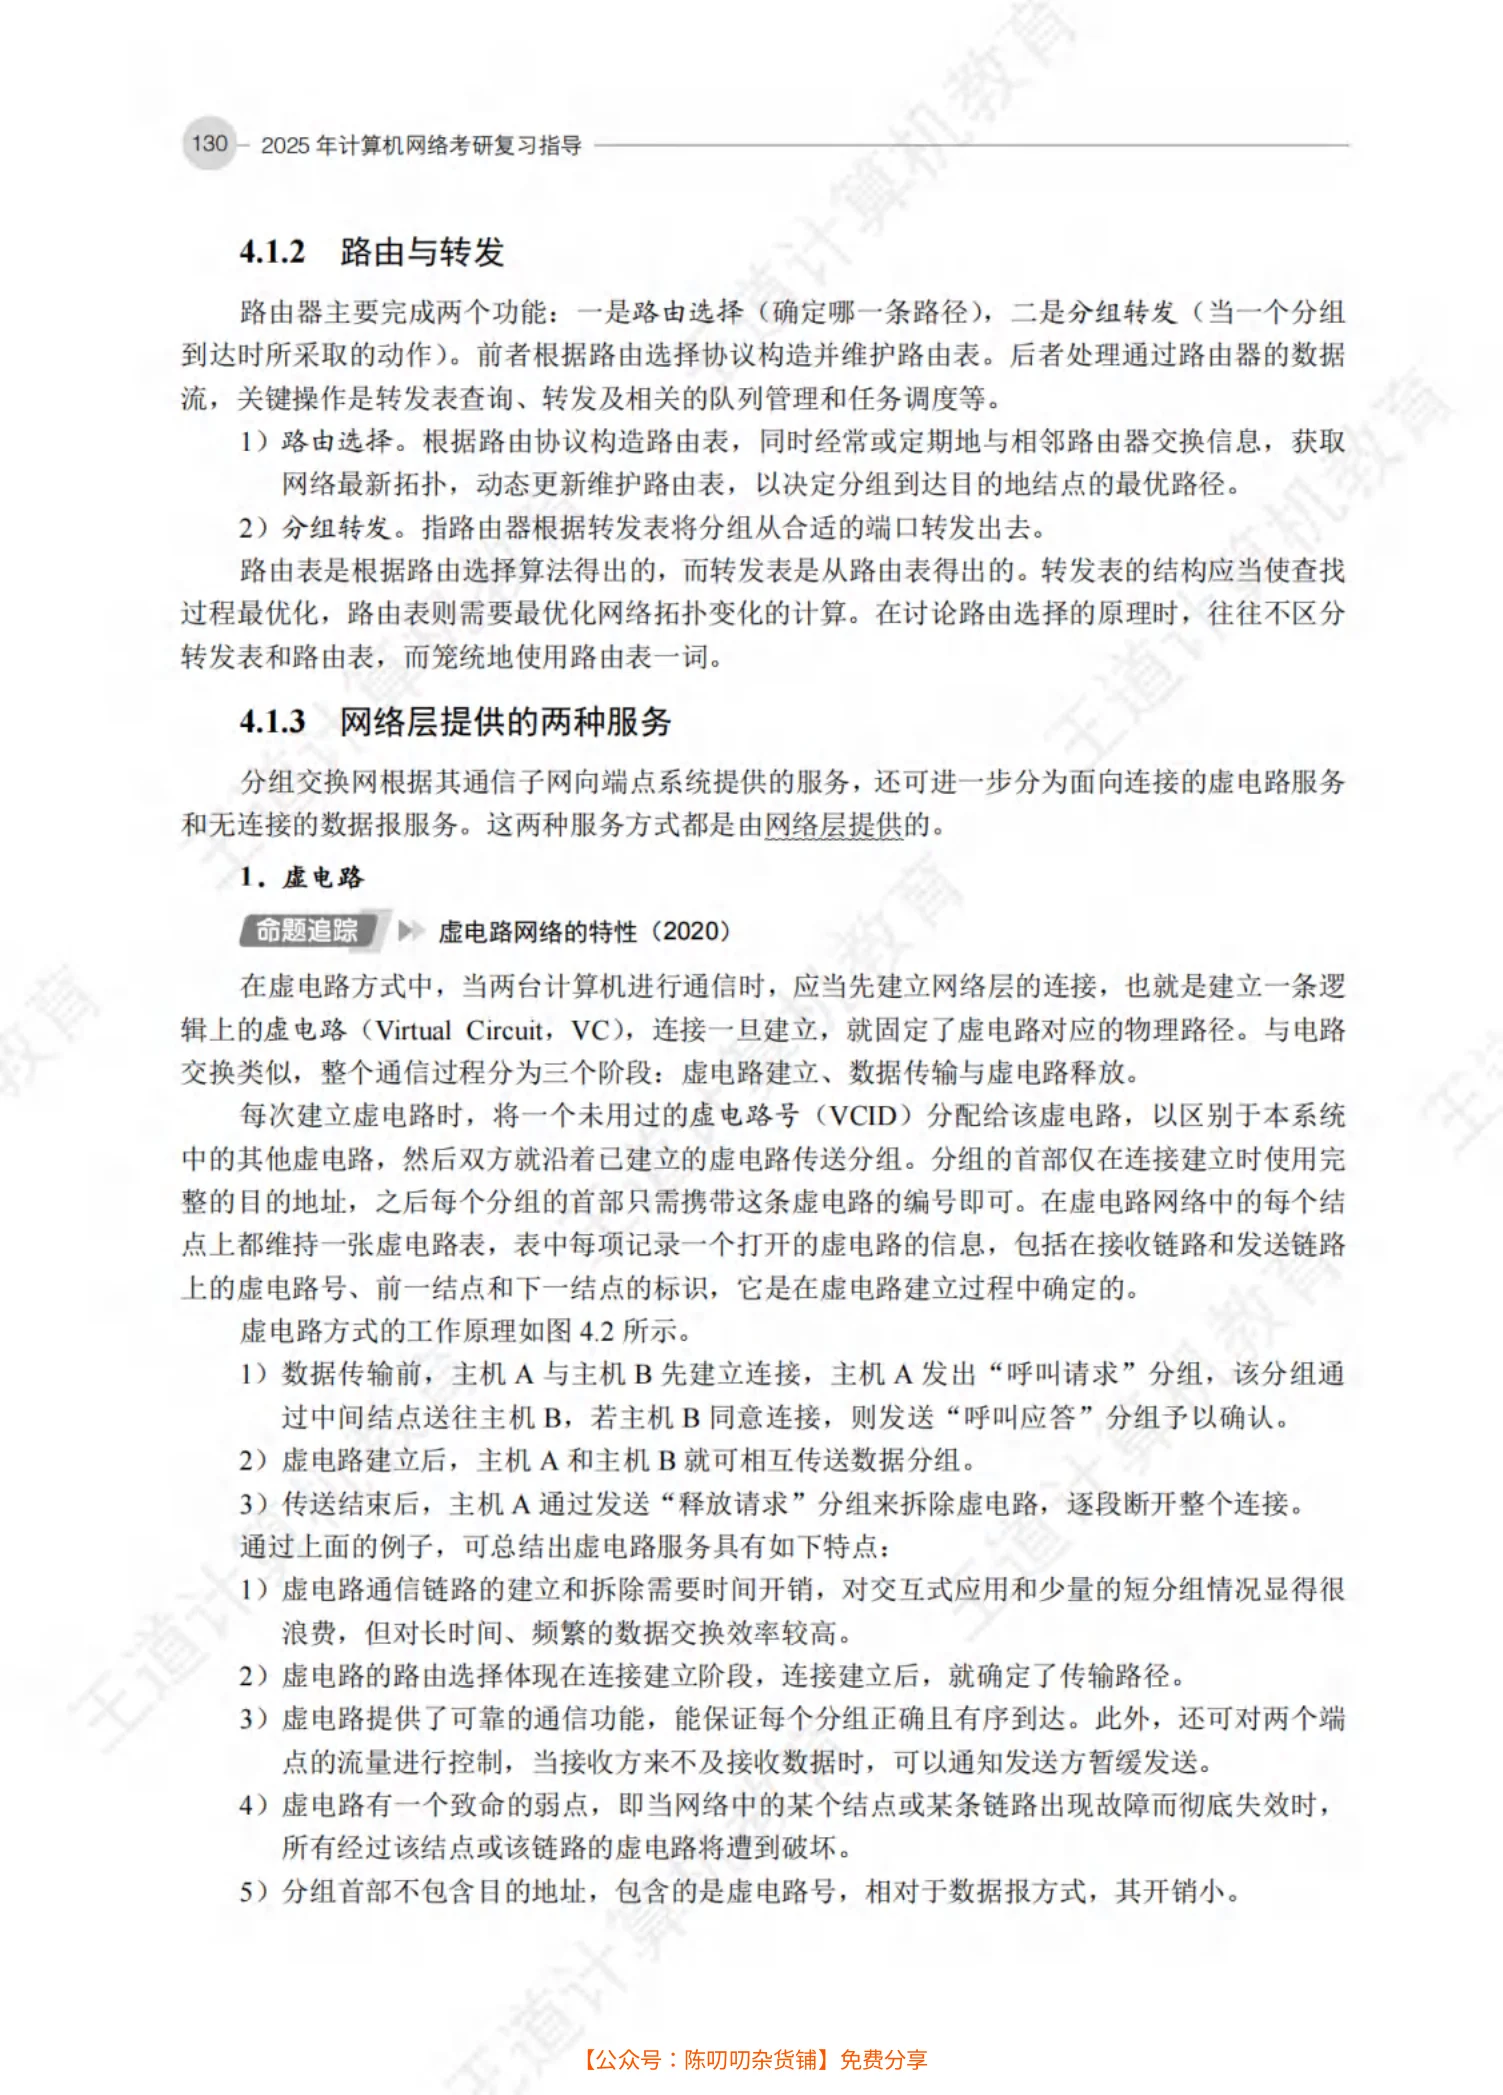 130 2025 年计算机网络考研复习指导
4.1.2 路由与转发
路由器主要完成两个功能：一是路由选择（确定哪一条路径），二是分组转发（当一个分组
到达时所采取的动作）。前者根据路由选择协议构造并维护路由表。后者处理通过路由器的数据
流，关键操作是转发表查询、转发及相关的队列管理和任务调度等。
1）路由选择。根据路由协议构造路由表，同时经常或定期地与相邻路由器交换信息，获取
网络最新拓扑，动态更新维护路由表，以决定分组到达目的地结点的最优路径。
2）分组转发。指路由器根据转发表将分组从合适的端口转发出去。
路由表是根据路由选择算法得出的，而转发表是从路由表得出的。转发表的结构应当使查找
过程最优化，路由表则需要最优化网络拓扑变化的计算。在讨论路由选择的原理时，往往不区分
转发表和路由表，而笼统地使用路由表一词。
4.1.3 网络层提供的两种服务
分组交换网根据其通信子网向端点系统提供的服务，还可进一步分为面向连接的虚电路服务
和无连接的数据报服务。这两种服务方式都是由网络层提供的。
1．虚电路
命题追踪 虚电路网络的特性（2020）
在虚电路方式中，当两台计算机进行通信时，应当先建立网络层的连接，也就是建立一条逻
辑上的虚电路（Virtual Circuit，VC），连接一旦建立，就固定了虚电路对应的物理路径。与电路
交换类似，整个通信过程分为三个阶段：虚电路建立、数据传输与虚电路释放。
每次建立虚电路时，将一个未用过的虚电路号（VCID）分配给该虚电路，以区别于本系统
中的其他虚电路，然后双方就沿着已建立的虚电路传送分组。分组的首部仅在连接建立时使用完
整的目的地址，之后每个分组的首部只需携带这条虚电路的编号即可。在虚电路网络中的每个结
点上都维持一张虚电路表，表中每项记录一个打开的虚电路的信息，包括在接收链路和发送链路
上的虚电路号、前一结点和下一结点的标识，它是在虚电路建立过程中确定的。
虚电路方式的工作原理如图 4.2 所示。
1）数据传输前，主机 A 与主机 B 先建立连接，主机 A 发出“呼叫请求”分组，该分组通
过中间结点送往主机 B，若主机 B 同意连接，则发送“呼叫应答”分组予以确认。
2）虚电路建立后，主机 A 和主机 B 就可相互传送数据分组。
3）传送结束后，主机 A 通过发送“释放请求”分组来拆除虚电路，逐段断开整个连接。
通过上面的例子，可总结出虚电路服务具有如下特点：
1）虚电路通信链路的建立和拆除需要时间开销，对交互式应用和少量的短分组情况显得很
浪费，但对长时间、频繁的数据交换效率较高。
2）虚电路的路由选择体现在连接建立阶段，连接建立后，就确定了传输路径。
3）虚电路提供了可靠的通信功能，能保证每个分组正确且有序到达。此外，还可对两个端
点的流量进行控制，当接收方来不及接收数据时，可以通知发送方暂缓发送。
4）虚电路有一个致命的弱点，即当网络中的某个结点或某条链路出现故障而彻底失效时，
所有经过该结点或该链路的虚电路将遭到破坏。
5）分组首部不包含目的地址，包含的是虚电路号，相对于数据报方式，其开销小。
【公众号：陈叨叨杂货铺】免费分享
王道计算机教育
王道计算机教育
王道计算机教育
王道计算机教育
王道计算机教育
王道计算机教育
王道计算机教育